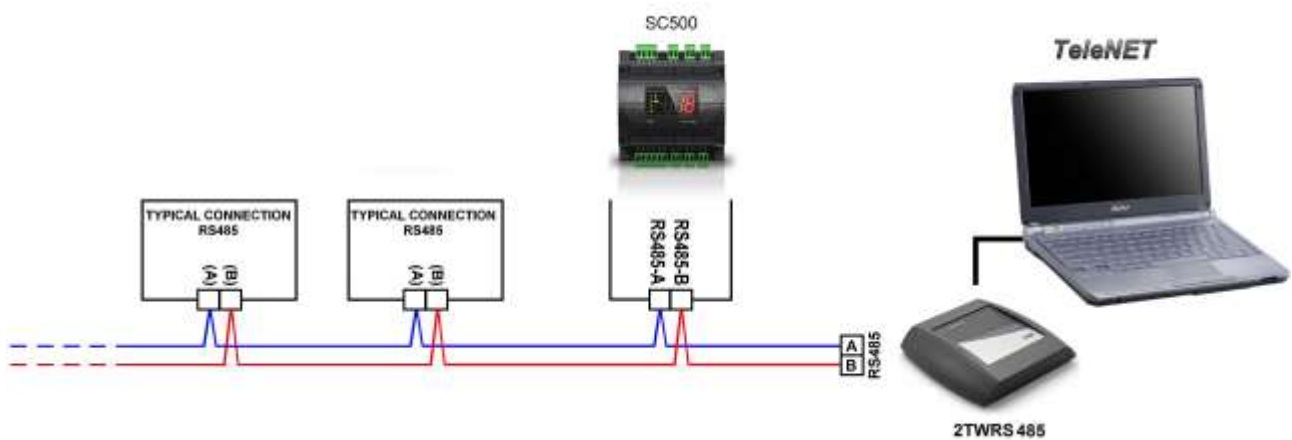 SC500
TeleNET
TYPICAL CONNECTION
RS485
(A)
(B)
TYPICAL CONNECTION
RS485
(A)
(B)
RS485-A
RS485-B
A
B
RS485
2TWRS 485